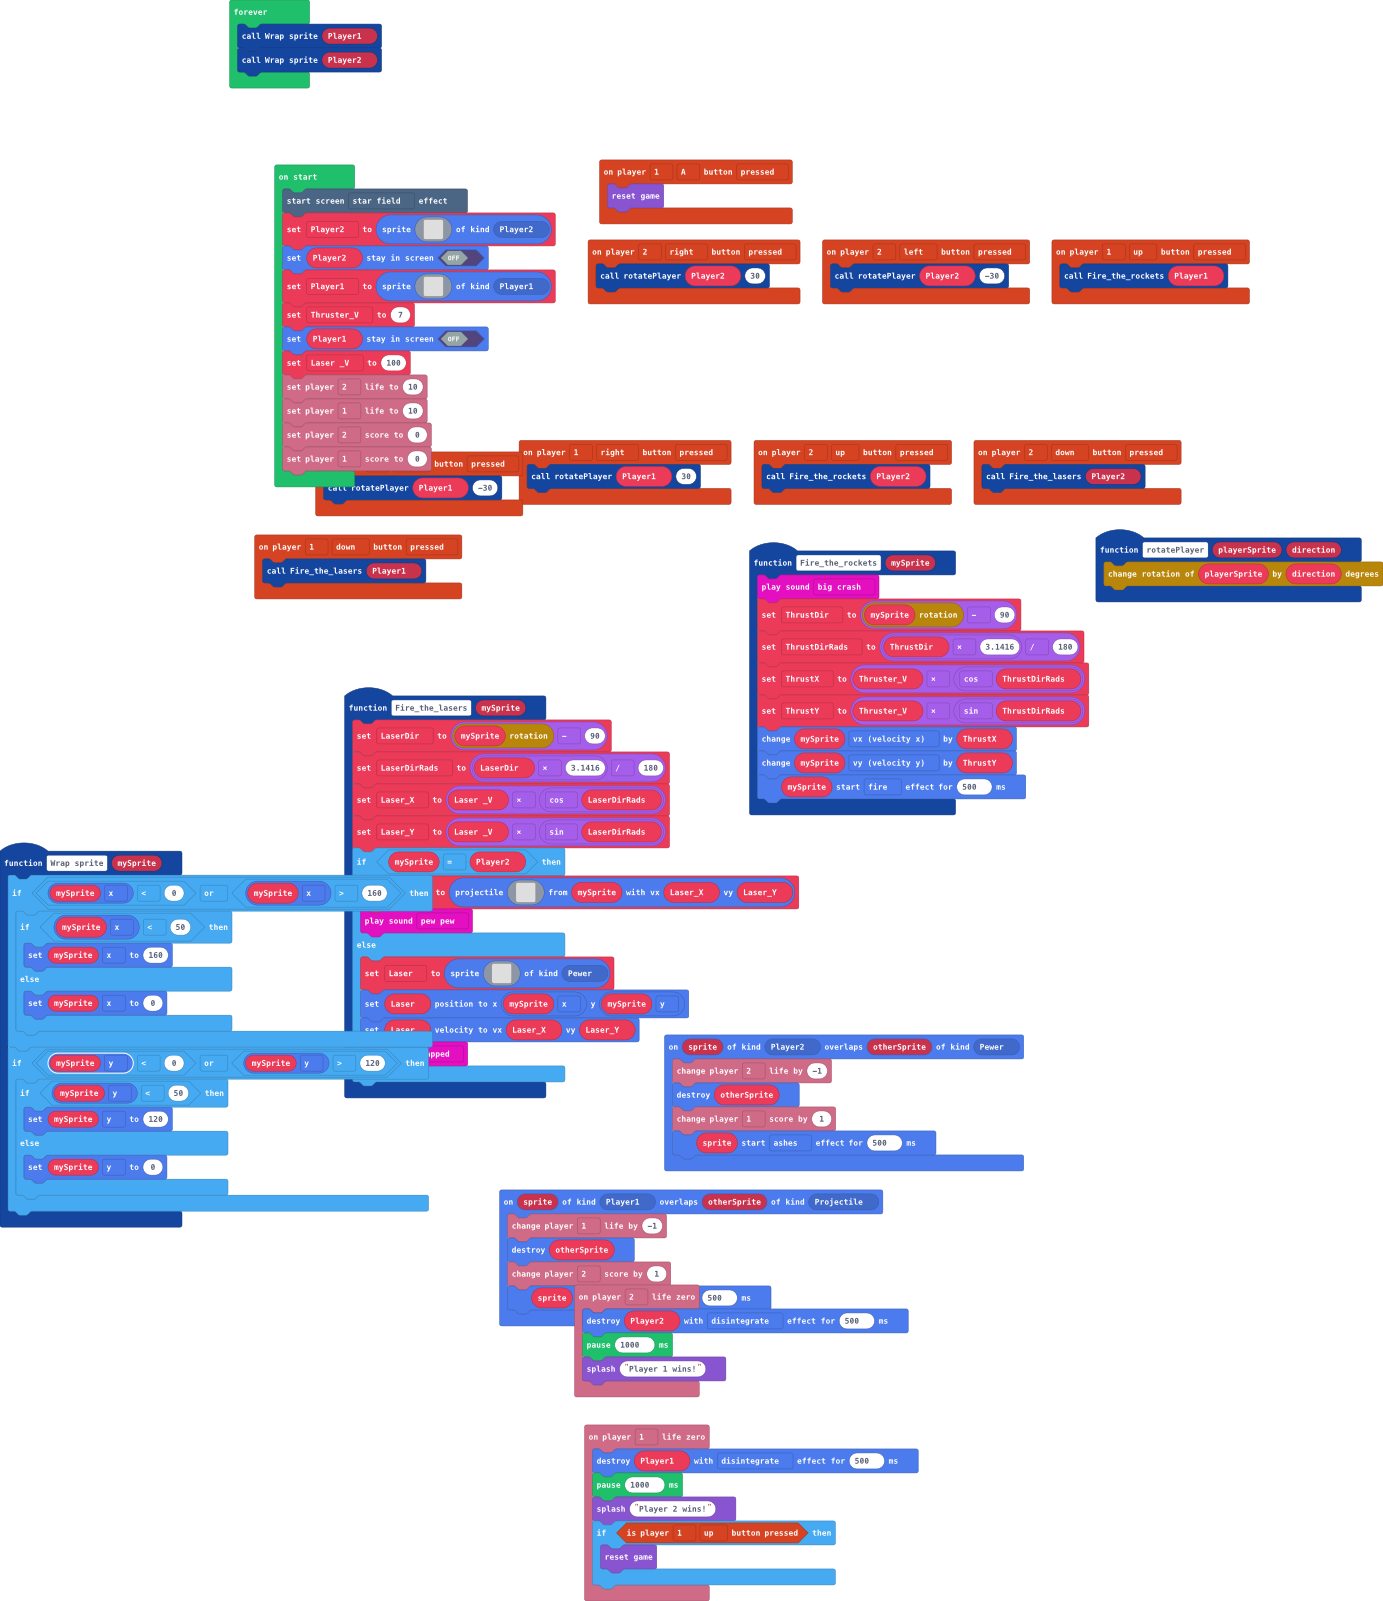 forever
call Wrap sprite Player1
call Wrap sprite Player2
on start
start screen star field effect
set Player2 to sprite of kind Player2
set Player2 stay in screen OFF
set Player1 to sprite of kind Player1
set Thruster_V to 7
set Player1 stay in screen OFF
set Laser _V to 100
set player 2 life to 10
set player 1 life to 10
set player 2 score to 0
set player 1 score to 0
on player 1 A button pressed
reset game
on player 2 right button pressed
call rotatePlayer Player2 30
on player 2 left button pressed
call rotatePlayer Player2 -30
on player 1 up button pressed
call Fire_the_rockets Player1
button pressed
call rotatePlayer Player1 -30
on player 1 right button pressed
call rotatePlayer Player1 30
on player 2 up button pressed
call Fire_the_rockets Player2
on player 2 down button pressed
call Fire_the_lasers Player2
on player 1 down button pressed
call Fire_the_lasers Player1
function Fire_the_rockets mySprite
play sound big crash
set ThrustDir to mySprite rotation - 90
set ThrustDirRads to ThrustDir × 3.1416 / 180
set ThrustX to Thruster_V × cos ThrustDirRads
set ThrustY to Thruster_V × sin ThrustDirRads
change mySprite vx (velocity x) by ThrustX
change mySprite vy (velocity y) by ThrustY
mySprite start fire effect for 500 ms
function rotatePlayer playerSprite direction
change rotation of playerSprite by direction degrees
function Fire_the_lasers mySprite
set LaserDir to mySprite rotation - 90
set LaserDirRads to LaserDir × 3.1416 / 180
set Laser_X to Laser _V × cos LaserDirRads
set Laser_Y to Laser _V × sin LaserDirRads
if mySprite = Player2 then
to projectile from mySprite with vx Laser_X vy Laser_Y
play sound pew pew
else
set Laser to sprite of kind Pewer
set Laser position to x mySprite x y mySprite y
set Laser velocity to vx Laser_X vy Laser_Y
function Wrap sprite mySprite
if mySprite x < 0 or mySprite x > 160 then
if mySprite x < 50 then
set mySprite x to 160
else
set mySprite x to 0
if mySprite y < 0 or mySprite y > 120 then
if mySprite y < 50 then
set mySprite y to 120
else
set mySprite y to 0
on sprite of kind Player2 overlaps otherSprite of kind Pewer
change player 2 life by -1
destroy otherSprite
change player 1 score by 1
sprite start ashes effect for 500 ms
on sprite of kind Player1 overlaps otherSprite of kind Projectile
change player 1 life by -1
destroy otherSprite
change player 2 score by 1
sprite 500 ms
on player 2 life zero
destroy Player2 with disintegrate effect for 500 ms
pause 1000 ms
splash "Player 1 wins!"
on player 1 life zero
destroy Player1 with disintegrate effect for 500 ms
pause 1000 ms
splash "Player 2 wins!"
if is player 1 up button pressed then
reset game